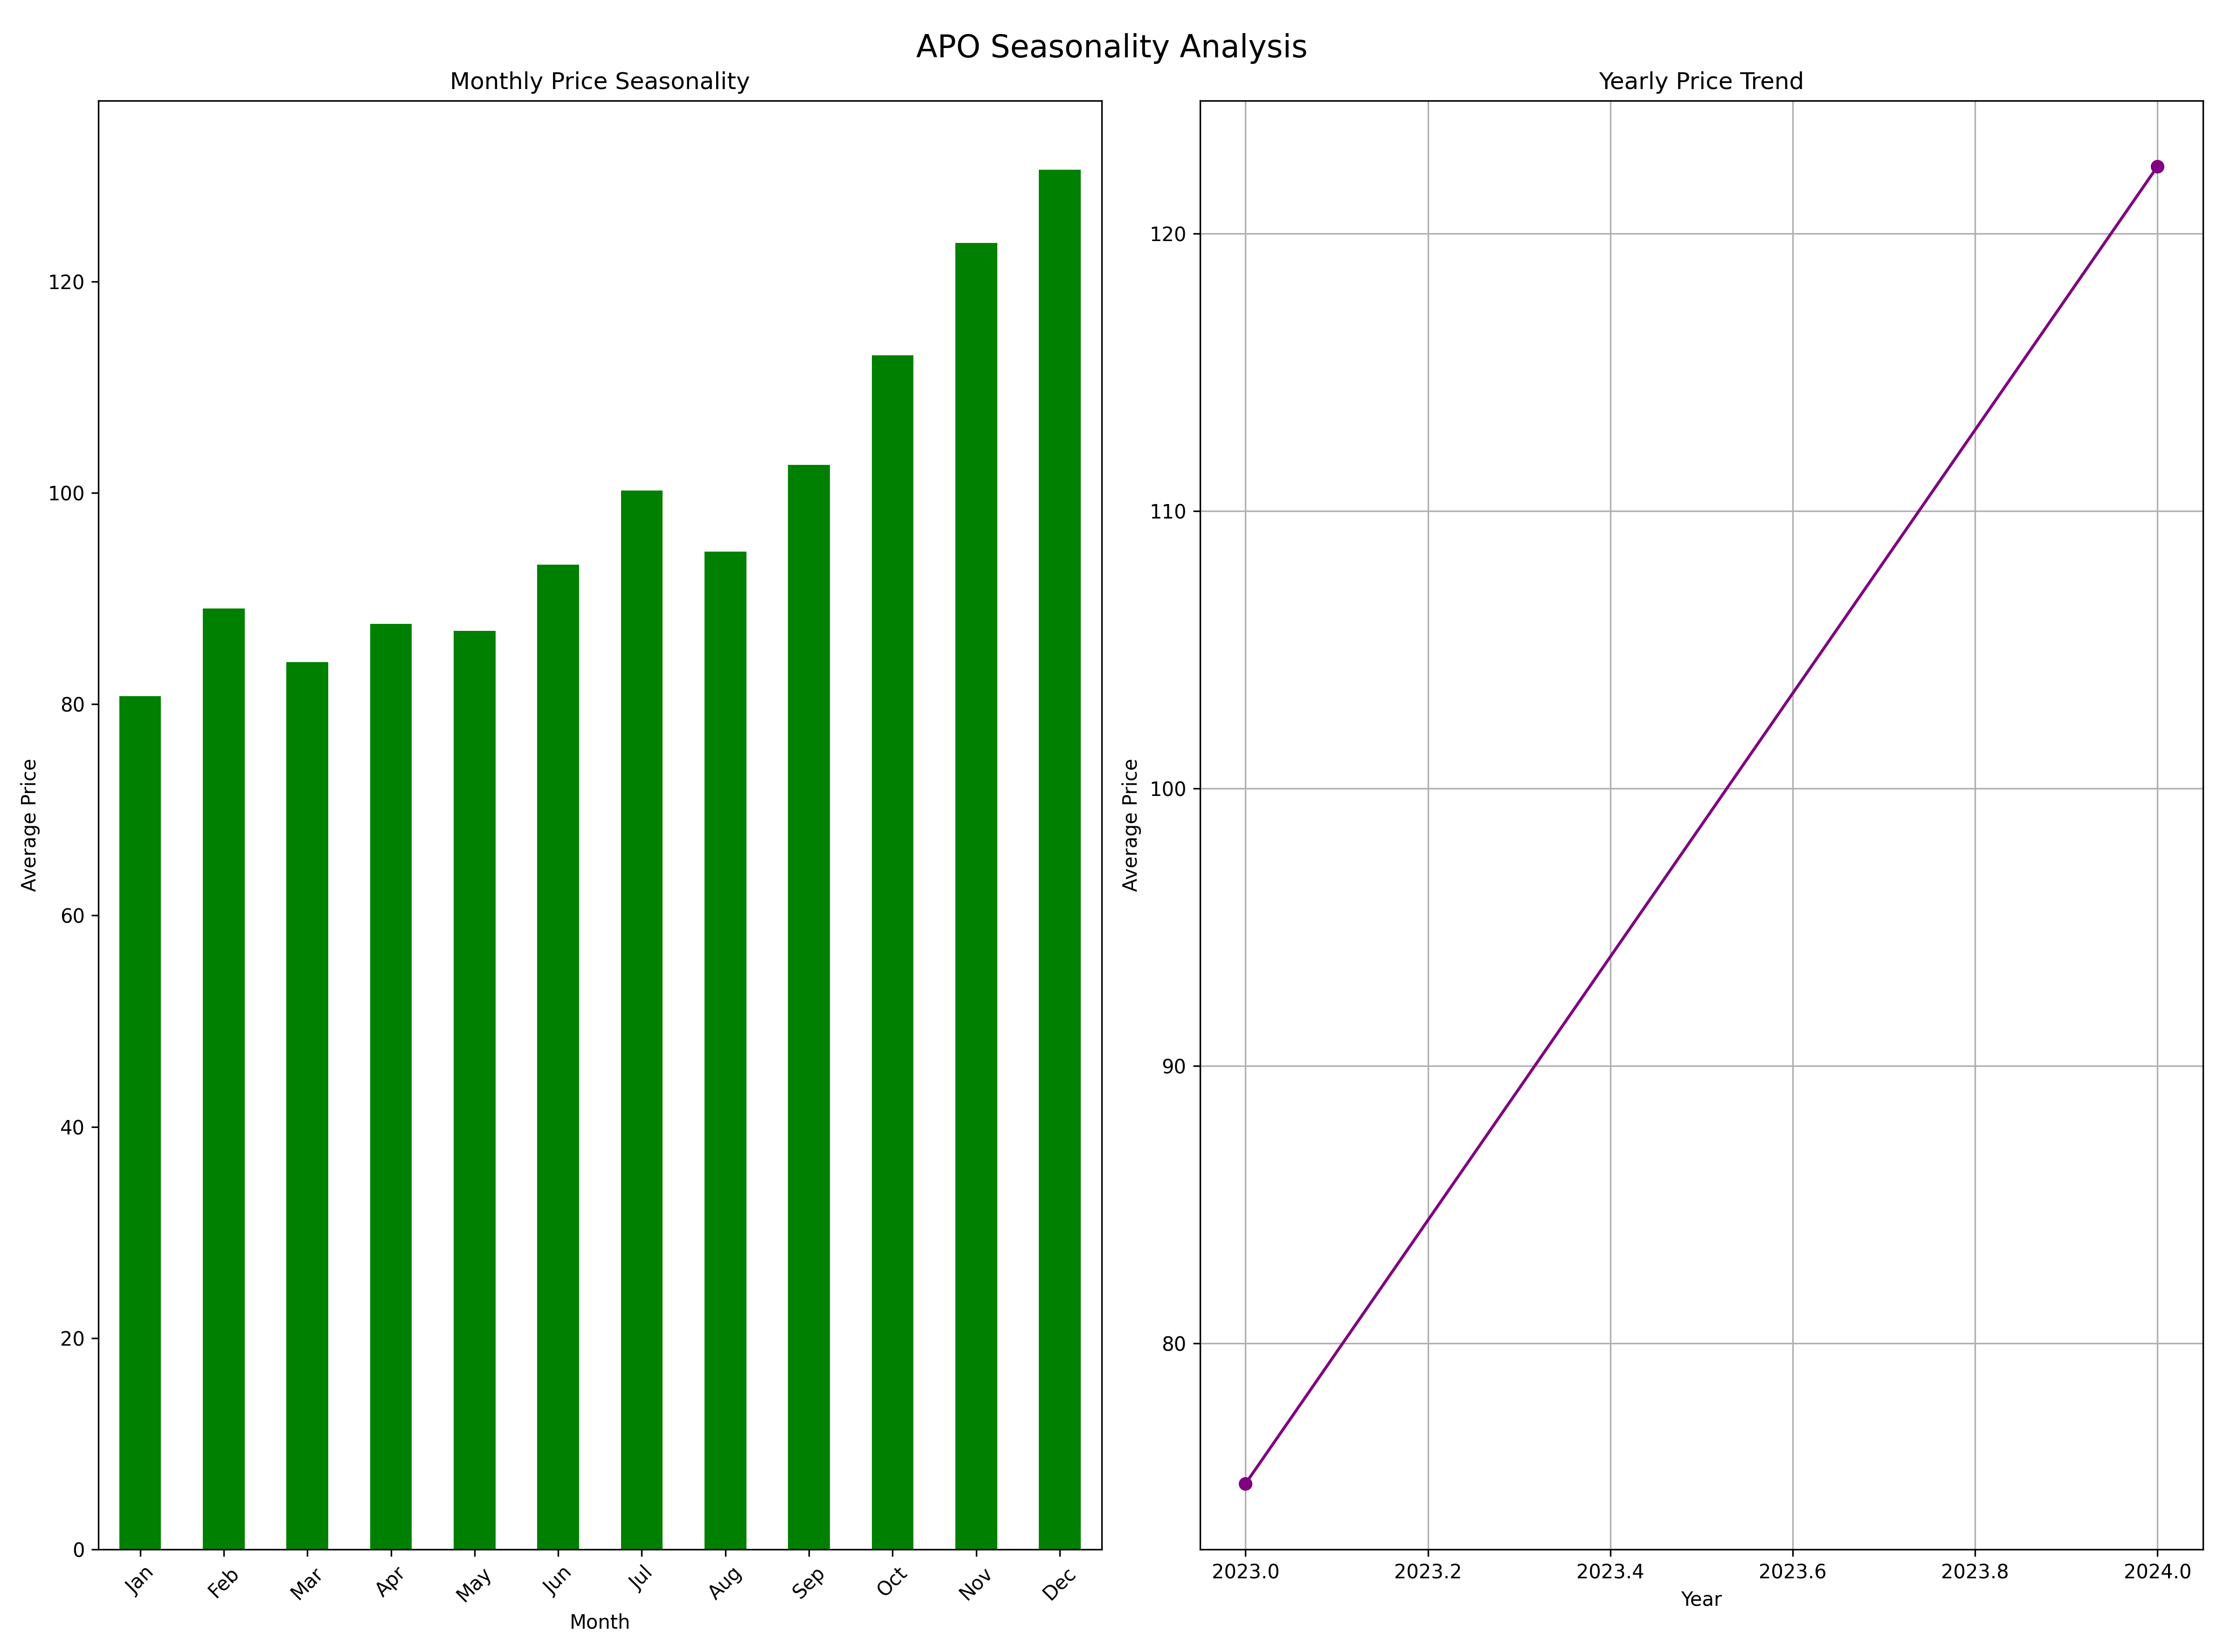 APO Seasonality Analysis
Monthly Price Seasonality
Average Price
120
100
80
60
40
20
0
Jan Feb Mar Apr May Jun Jul Aug Sep Oct Nov Dec
Month
Yearly Price Trend
Average Price
120
110
100
90
80
2023.0 2023.2 2023.4 2023.6 2023.8 2024.0
Year